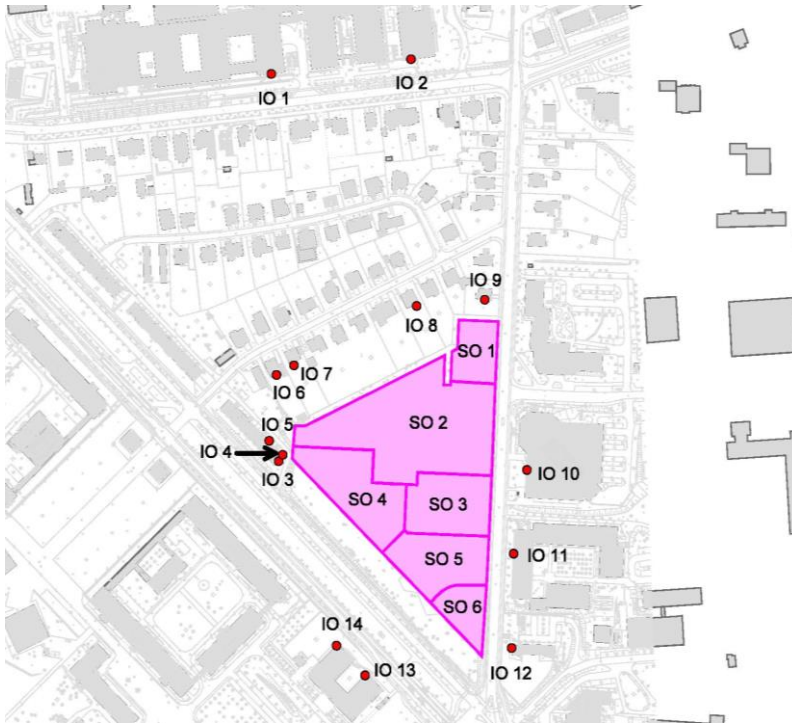 IO 1
IO 2
IO 9
IO 8
SO 1
IO 7
IO 6
SO 2
IO 5
IO 4
IO 3
IO 10
SO 4
SO 3
SO 5
IO 11
SO 6
IO 14
IO 13
IO 12